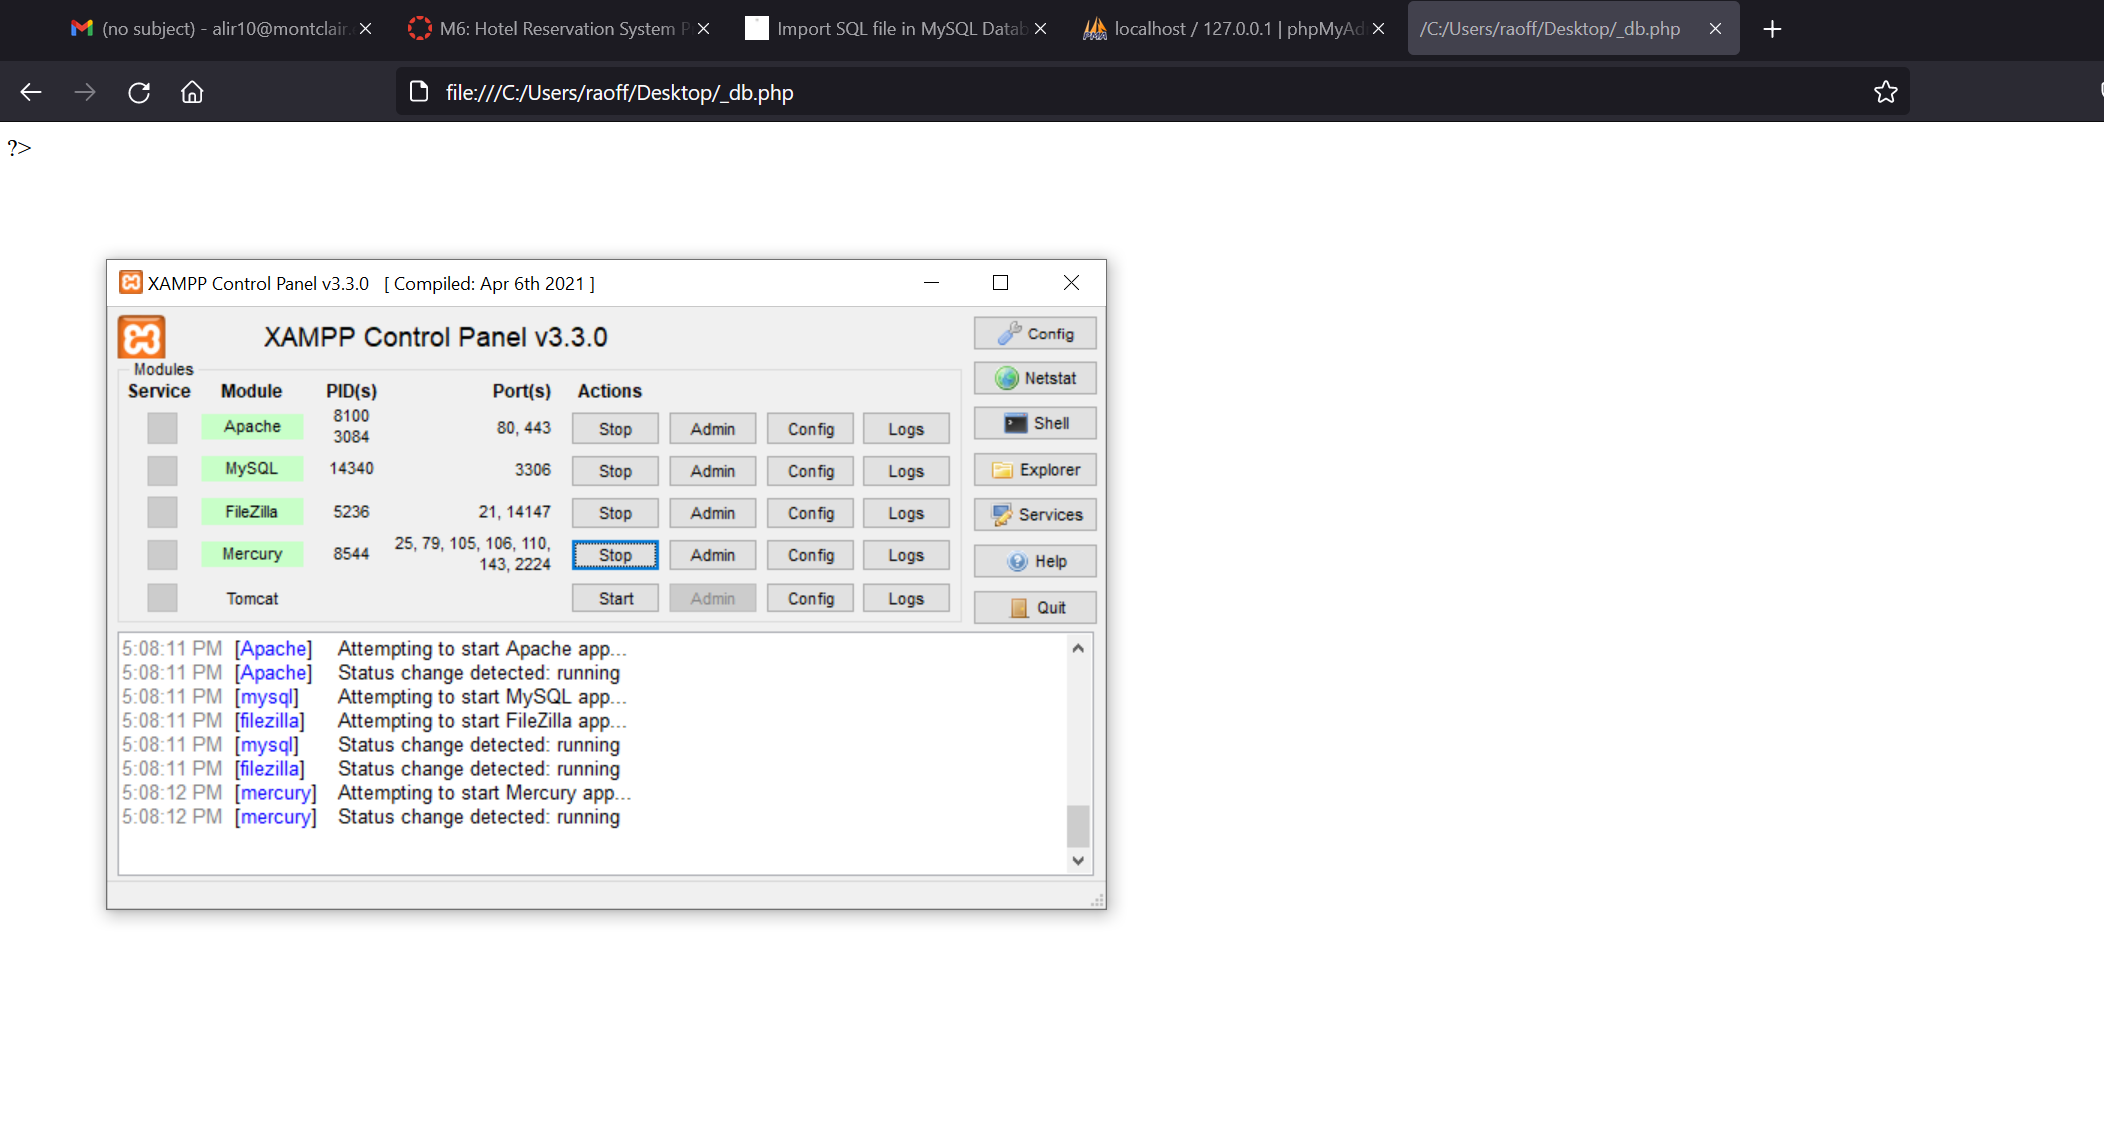 (no subject) - alir10@montclair.
M6: Hotel Reservation System P
Import SQL file in MySQL Datab
localhost / 127.0.0.1 | phpMyAd
/C:/Users/raoff/Desktop/_db.php
file:///C:/Users/raoff/Desktop/_db.php
?>
XAMPP Control Panel v3.3.0 [ Compiled: Apr 6th 2021 ]
XAMPP Control Panel v3.3.0
Config
Modules
Netstat
Service Module PID(s) Port(s) Actions
Apache 8100 3084 80, 443 Stop Admin Config Logs
Shell
MySQL 14340 3306 Stop Admin Config Logs
Explorer
FileZilla 5236 21, 14147 Stop Admin Config Logs
Services
Mercury 8544 25, 79, 105, 106, 110, 143, 2224 Stop Admin Config Logs
Help
Tomcat Start Admin Config Logs
Quit
5:08:11 PM [Apache] Attempting to start Apache app...
5:08:11 PM [Apache] Status change detected: running
5:08:11 PM [mysql] Attempting to start MySQL app...
5:08:11 PM [filezilla] Attempting to start FileZilla app...
5:08:11 PM [mysql] Status change detected: running
5:08:11 PM [filezilla] Status change detected: running
5:08:12 PM [mercury] Attempting to start Mercury app...
5:08:12 PM [mercury] Status change detected: running